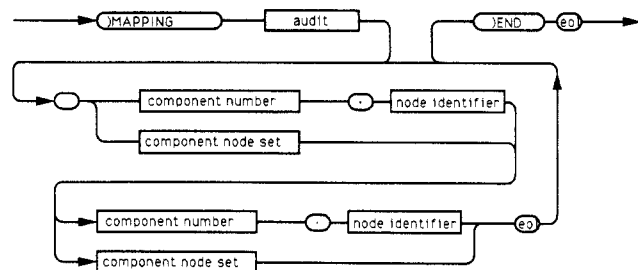 )MAPPING audit )END eol
component number . node identifier
component node set
component number . node identifier
component node set eol